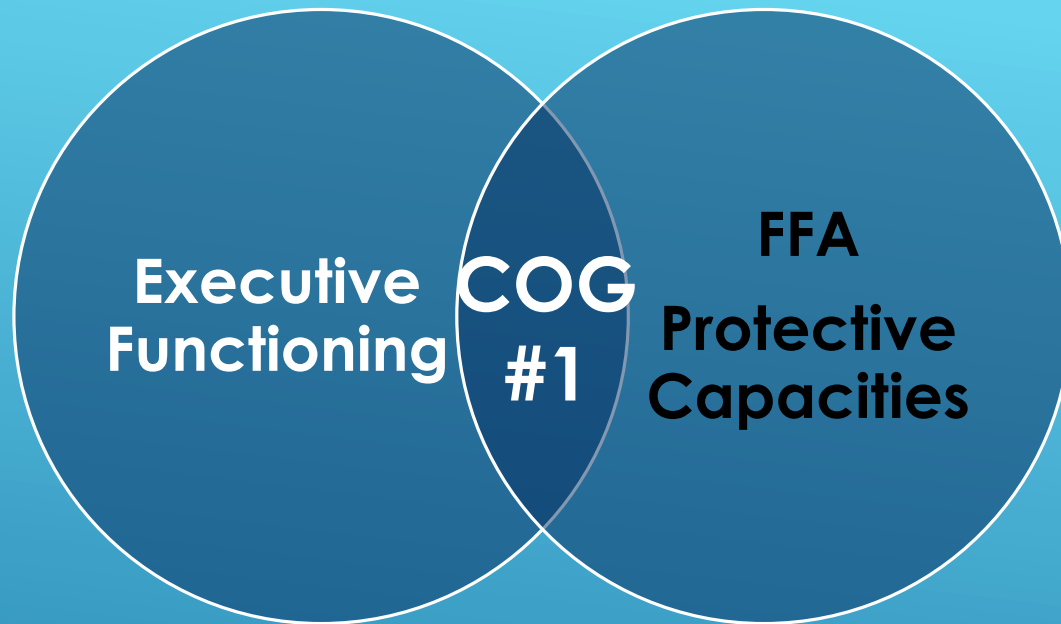 Executive
Functioning
COG
#1
FFA
Protective
Capacities